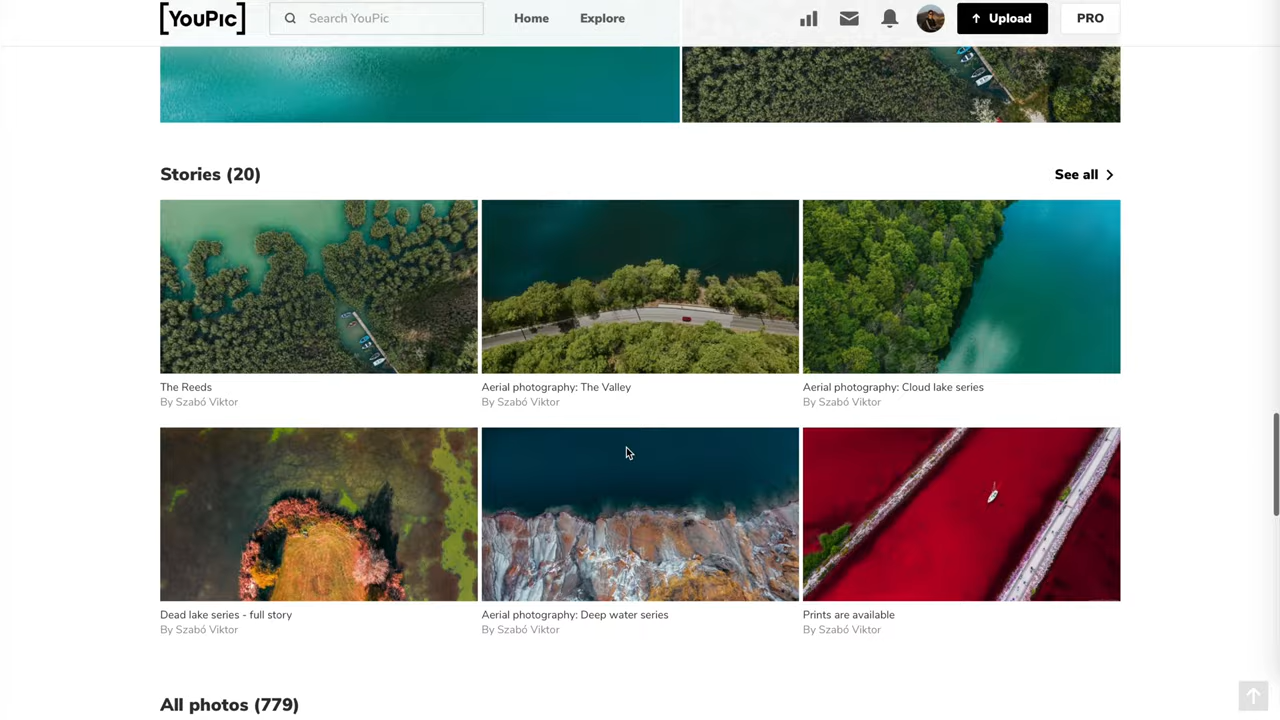 [YouPic]
Search YouPic
Home
Explore
Upload
PRO
Stories (20)
See all
The Reeds
By Szabó Viktor
Aerial photography: The Valley
By Szabó Viktor
Aerial photography: Cloud lake series
By Szabó Viktor
Dead lake series - full story
By Szabó Viktor
Aerial photography: Deep water series
By Szabó Viktor
Prints are available
By Szabó Viktor
All photos (779)